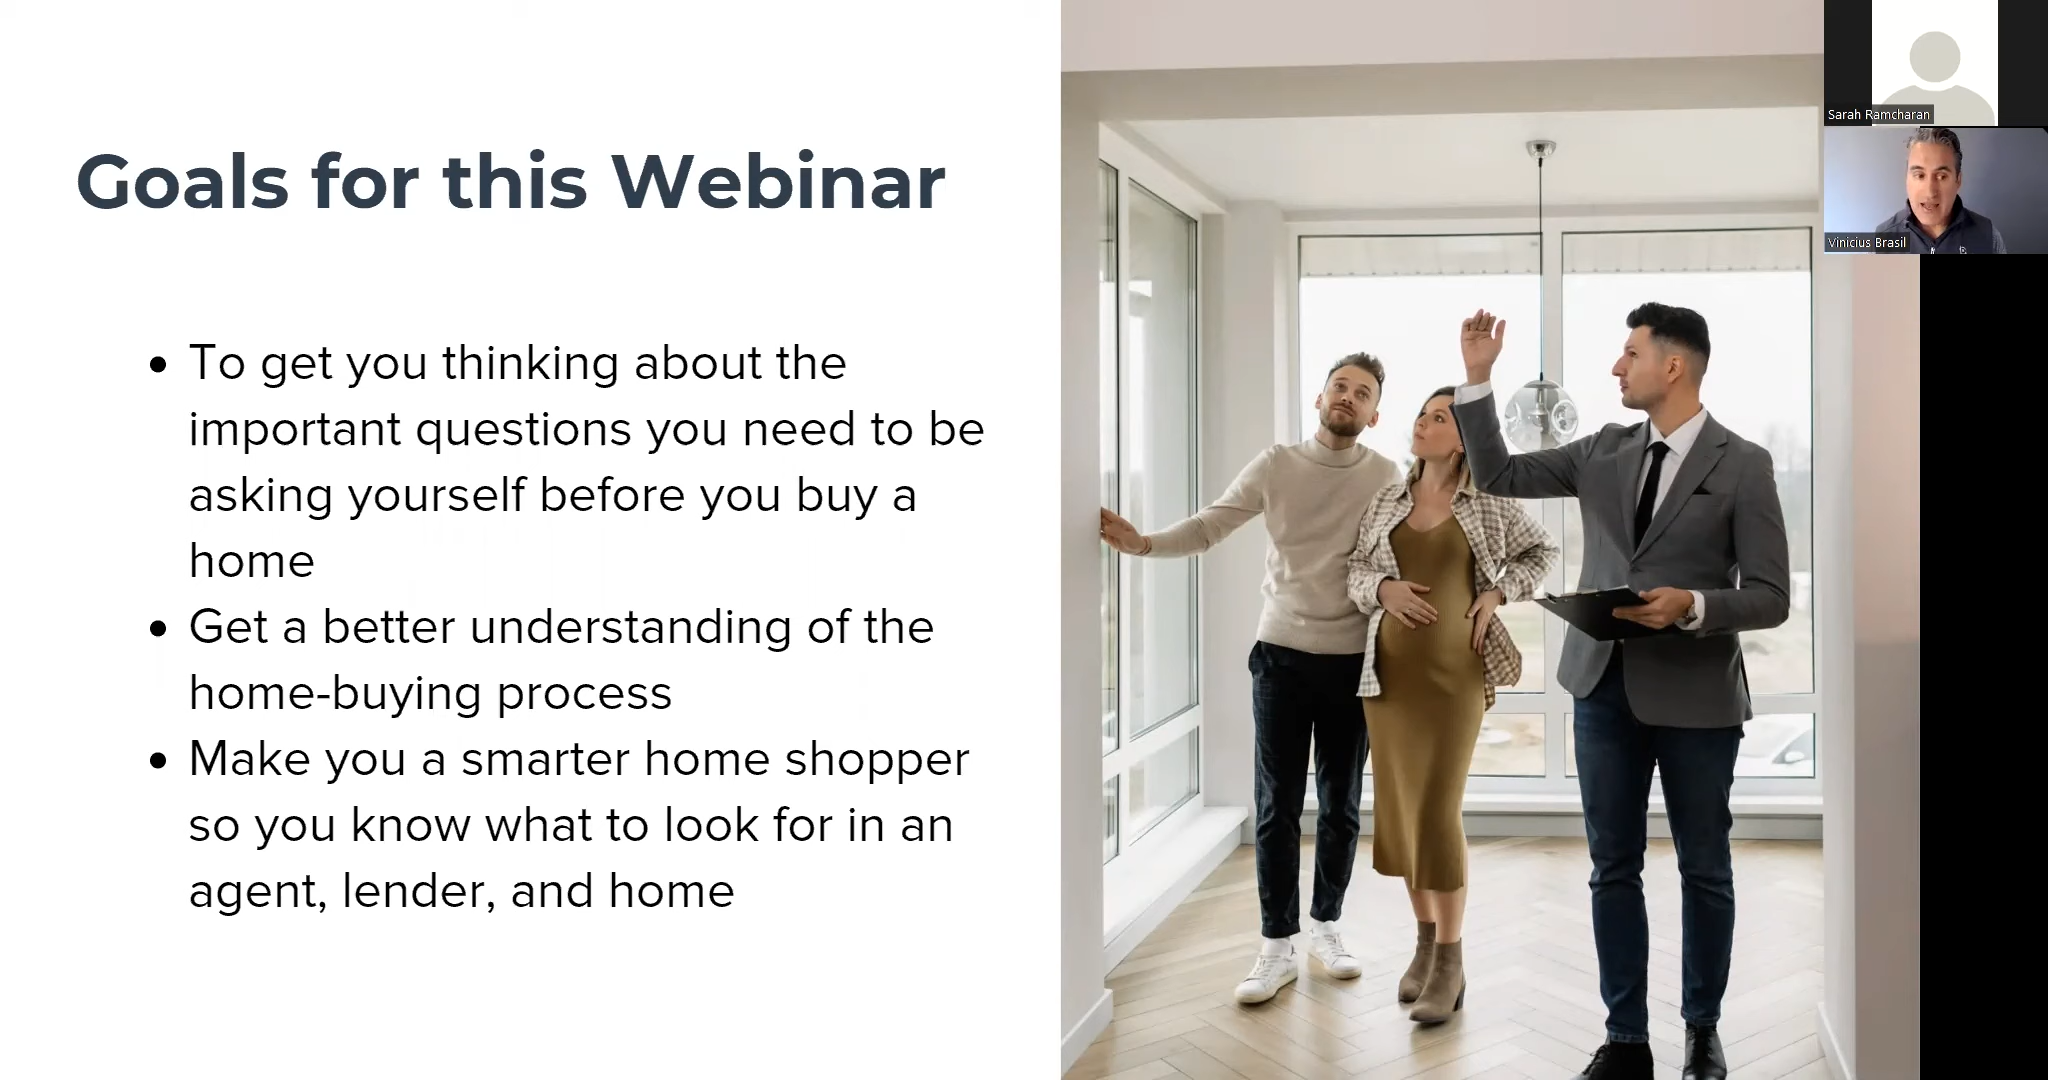 Goals for this Webinar
• To get you thinking about the
important questions you need to be
asking yourself before you buy a
home
• Get a better understanding of the
home-buying process
• Make you a smarter home shopper
so you know what to look for in an
agent, lender, and home
Sarah Ramcharan
Vinicius Brasil